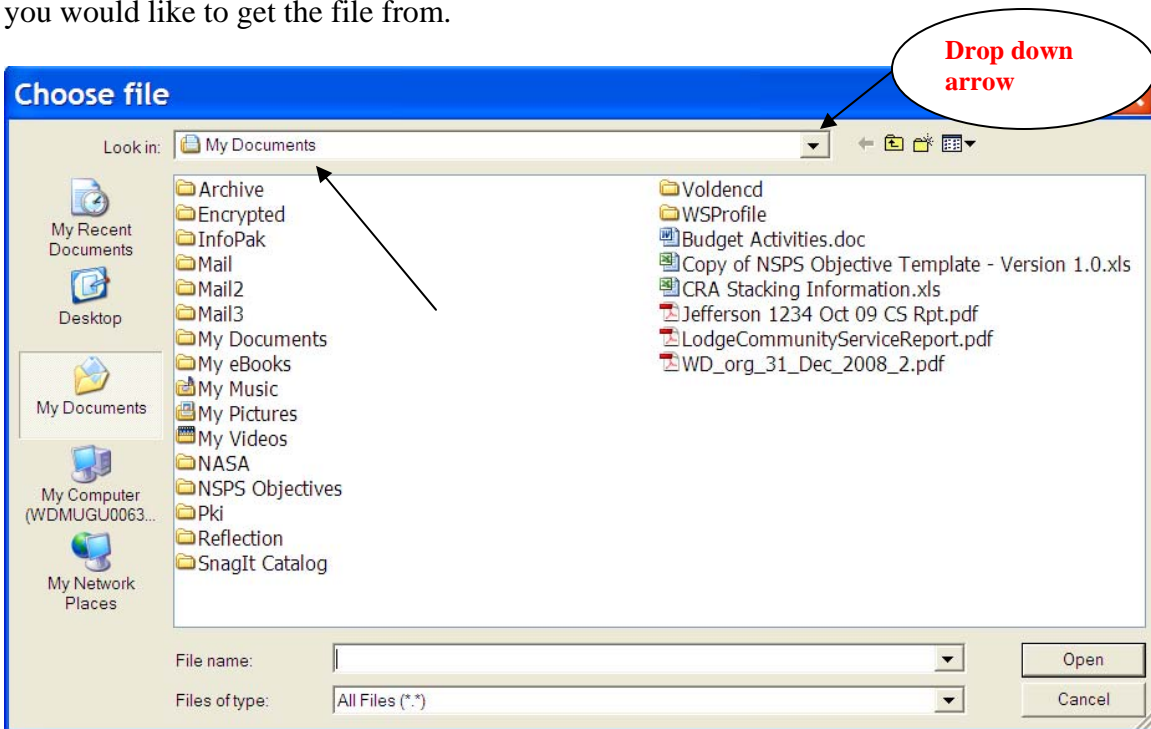 you would like to get the file from.
Drop down
arrow
Choose file
Look in:
My Documents
My Recent
Documents
Desktop
My Documents
My Computer
(WDMUGU0063...
My Network
Places
Archive
Encrypted
InfoPak
Mail
Mail2
Mail3
My Documents
My eBooks
My Music
My Pictures
My Videos
NASA
NSPS Objectives
Pki
Reflection
SnagIt Catalog
Voldencd
WSProfile
Budget Activities.doc
Copy of NSPS Objective Template - Version 1.0.xls
CRA Stacking Information.xls
Jefferson 1234 Oct 09 CS Rpt.pdf
LodgeCommunityServiceReport.pdf
WD_org_31_Dec_2008_2.pdf
File name:
Open
Files of type:
All Files (*.*)
Cancel